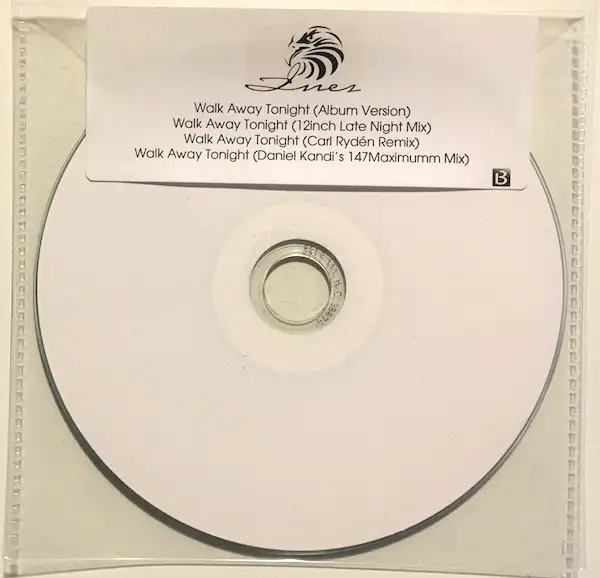 Ines
Walk Away Tonight (Album Version)
Walk Away Tonight (12inch Late Night Mix)
Walk Away Tonight (Carl Rydén Remix)
Walk Away Tonight (Daniel Kandi's 147Maximumm Mix)
B